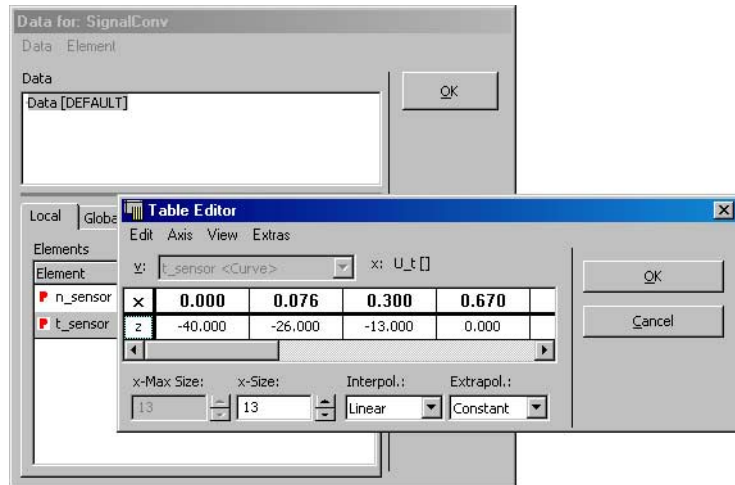 Data for: SignalConv
Data Element
Data
Data [DEFAULT]
OK
Local Globa
Elements
Element
n_sensor
t_sensor
Table Editor
Edit Axis View Extras
y: t_sensor <Curve> x: U_t []
x 0.000 0.076 0.300 0.670
z -40.000 -26.000 -13.000 0.000
x-Max Size: x-Size: Interpol.: Extrapol.:
13 13 Linear Constant
OK
Cancel